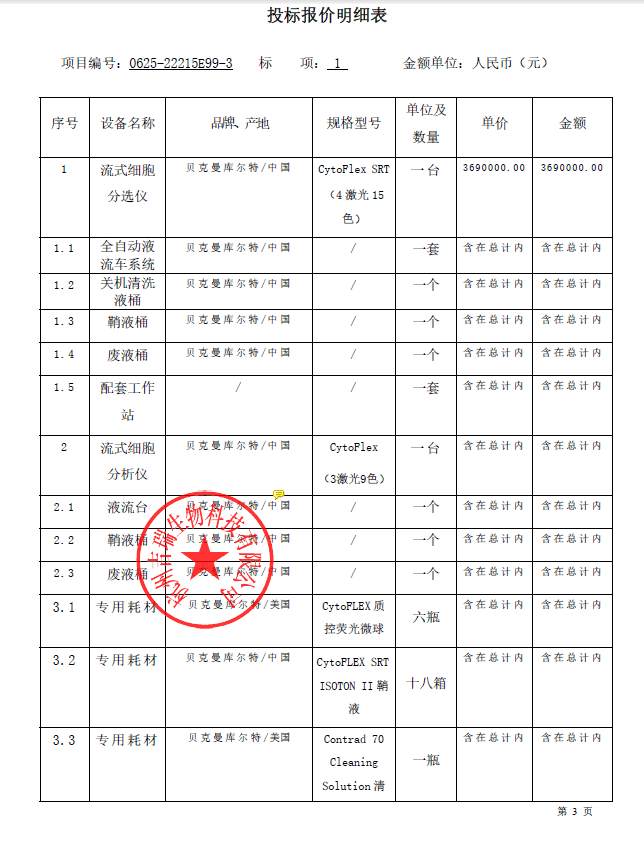 投标报价明细表
项目编号：0625-22215E99-3 标 项：1 金额单位：人民币（元）
序号 设备名称 品牌、产地 规格型号 单位及数量 单价 金额
1 流式细胞分选仪 贝克曼库尔特/中国 CytoFlex SRT（4激光15色） 一台 3690000.00 3690000.00
1.1 全自动液流车系统 贝克曼库尔特/中国 / 一套 含在总计内 含在总计内
1.2 关机清洗液桶 贝克曼库尔特/中国 / 一个 含在总计内 含在总计内
1.3 鞘液桶 贝克曼库尔特/中国 / 一个 含在总计内 含在总计内
1.4 废液桶 贝克曼库尔特/中国 / 一个 含在总计内 含在总计内
1.5 配套工作站 / / 一套 含在总计内 含在总计内
2 流式细胞分析仪 贝克曼库尔特/中国 CytoFlex（3激光9色） 一台 含在总计内 含在总计内
2.1 液流台 贝克曼库尔特/中国 / 一个 含在总计内 含在总计内
2.2 鞘液桶 贝克曼库尔特/中国 / 一个 含在总计内 含在总计内
2.3 废液桶 贝克曼库尔特/中国 / 一个 含在总计内 含在总计内
3.1 专用耗材 贝克曼库尔特/美国 CytoFLEX质控荧光微球 六瓶 含在总计内 含在总计内
3.2 专用耗材 贝克曼库尔特/中国 CytoFLEX SRT ISOTON II鞘液 十八箱 含在总计内 含在总计内
3.3 专用耗材 贝克曼库尔特/美国 Contrad 70 Cleaning Solution清 一瓶 含在总计内 含在总计内
杭州吉瑞生物科技有限公司
第 3 页